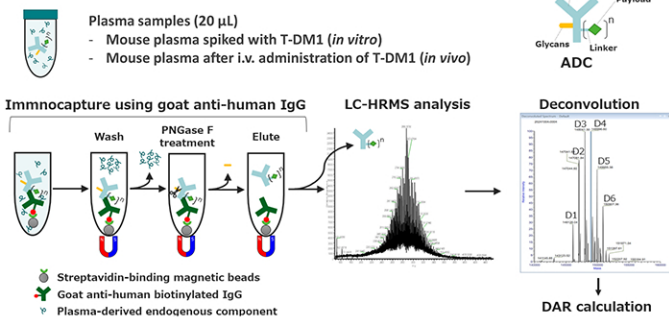 Plasma samples (20 µL)
- Mouse plasma spiked with T-DM1 (in vitro)
- Mouse plasma after i.v. administration of T-DM1 (in vivo)
Payload
n
Glycans
Linker
ADC
Immnocapture using goat anti-human IgG
LC-HRMS analysis
Deconvolution
Wash
PNGase F
treatment
Elute
n
D3
D4
D2
D5
D6
D1
Streptavidin-binding magnetic beads
Goat anti-human biotinylated IgG
Plasma-derived endogenous component
DAR calculation